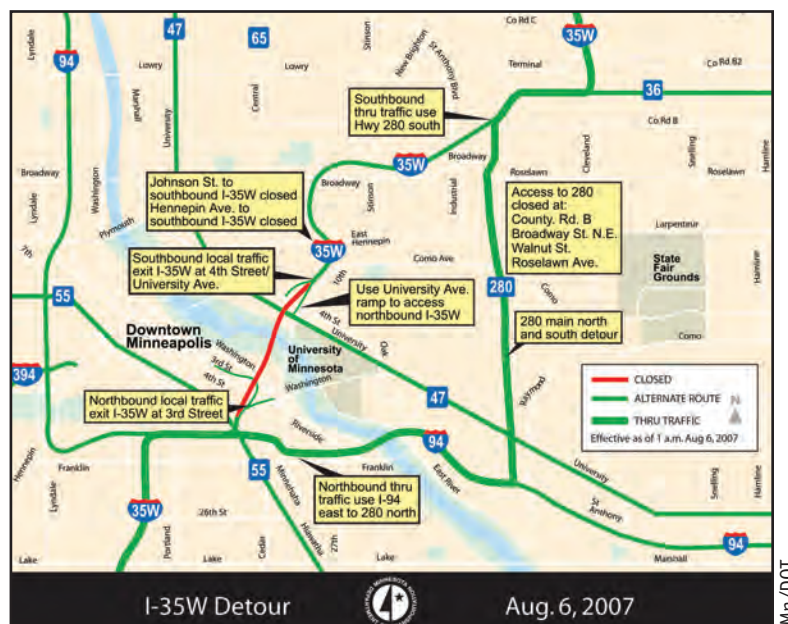 Co Rd C
Lyndale
94
47
65
Stinson
New Brighton
St Anthony Blvd
35W
Lowry
Lowry
Terminal
Co Rd B2
Marshall
University
Central
36
Southbound
thru traffic use
Hwy 280 south
Co Rd B
Snelling
Hamline
Cleveland
35W
Broadway
Broadway
Washington
Broadway
Stinson
Industrial
Roselawn
Roselawn
Johnson St. to
southbound I-35W closed
Hennepin Ave. to
southbound I-35W closed
Access to 280
closed at:
County. Rd. B
Broadway St. N.E.
Walnut St.
Roselawn Ave.
Lyndale
Plymouth
7th
35W
East
Hennepin
Larpenteur
Southbound local traffic
exit I-35W at 4th Street/
University Ave.
10th
Como Ave
State
Fair
Grounds
Hamline
55
Use University Ave.
ramp to access
northbound I-35W
280
Como
Downtown
Minneapolis
4th St
University
280 main north
and south detour
Como
Washington
3rd St
4th St
University
of
Minnesota
Oak
Washington
394
47
Raymond
CLOSED
ALTERNATE ROUTE
N
THRU TRAFFIC
Effective as of 1 a.m. Aug 6, 2007
Northbound local traffic
exit I-35W at 3rd Street
Riverside
94
Hennepin
Franklin
Lyndale
55
Minnehaha
Franklin
East River
University
Snelling
Hamline
Northbound thru
traffic use I-94
east to 280 north
35W
26th St
Portland
Cedar
Hiawatha
27th
St
Anthony
Lake
Lake
Lake
Marshall
94
I-35W Detour
Aug. 6, 2007
Mn/DOT